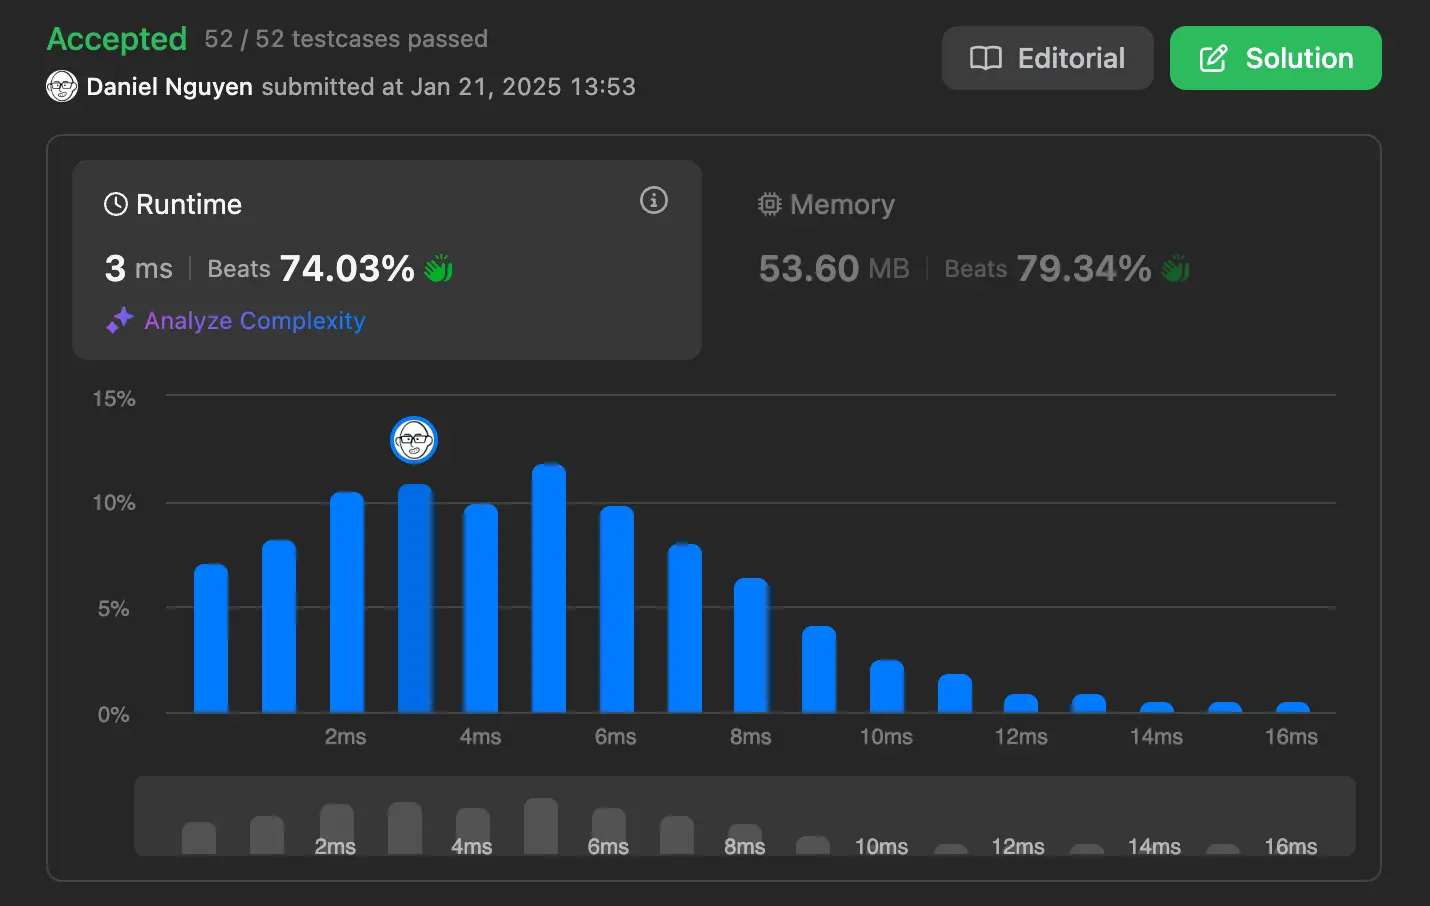 Accepted 52 / 52 testcases passed
Daniel Nguyen submitted at Jan 21, 2025 13:53
Editorial
Solution
Runtime
3 ms | Beats 74.03%
Analyze Complexity
Memory
53.60 MB | Beats 79.34%
15%
10%
5%
0%
2ms 4ms 6ms 8ms 10ms 12ms 14ms 16ms
2ms 4ms 6ms 8ms 10ms 12ms 14ms 16ms